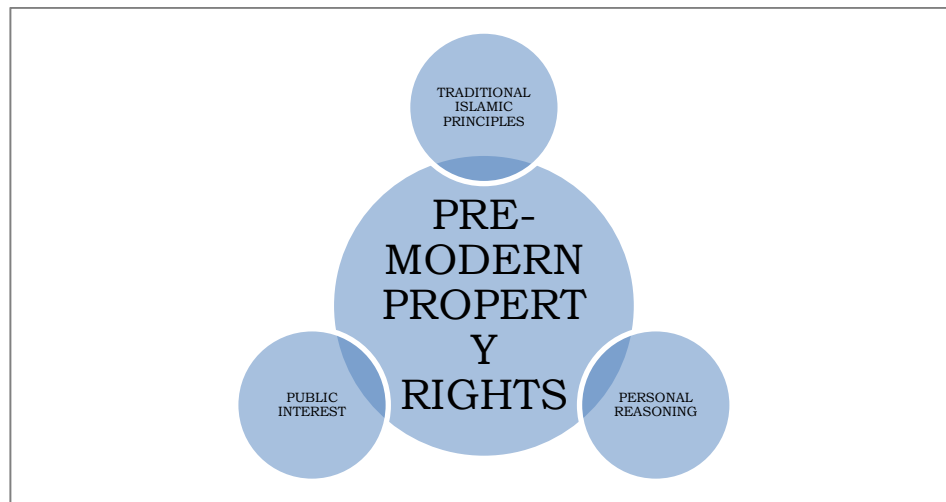 TRADITIONAL
ISLAMIC
PRINCIPLES
PRE-
MODERN
PROPERT
Y
RIGHTS
PUBLIC
INTEREST
PERSONAL
REASONING